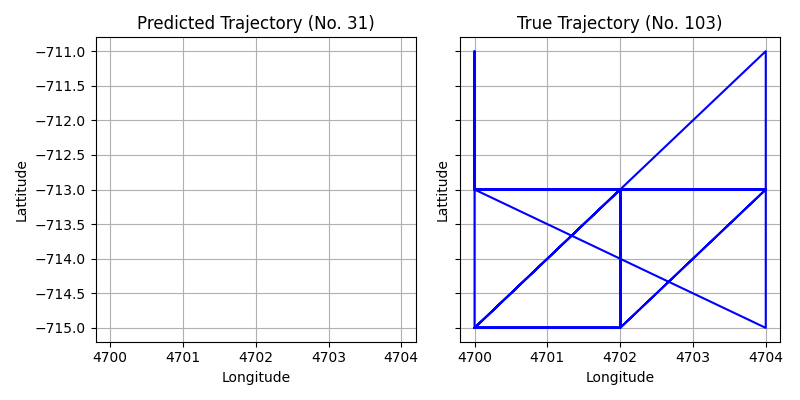 Predicted Trajectory (No. 31)
True Trajectory (No. 103)
−711.0
−711.5
−712.0
−712.5
−713.0
−713.5
−714.0
−714.5
−715.0
Lattitude
Lattitude
4700 4701 4702 4703 4704
4700 4701 4702 4703 4704
Longitude
Longitude